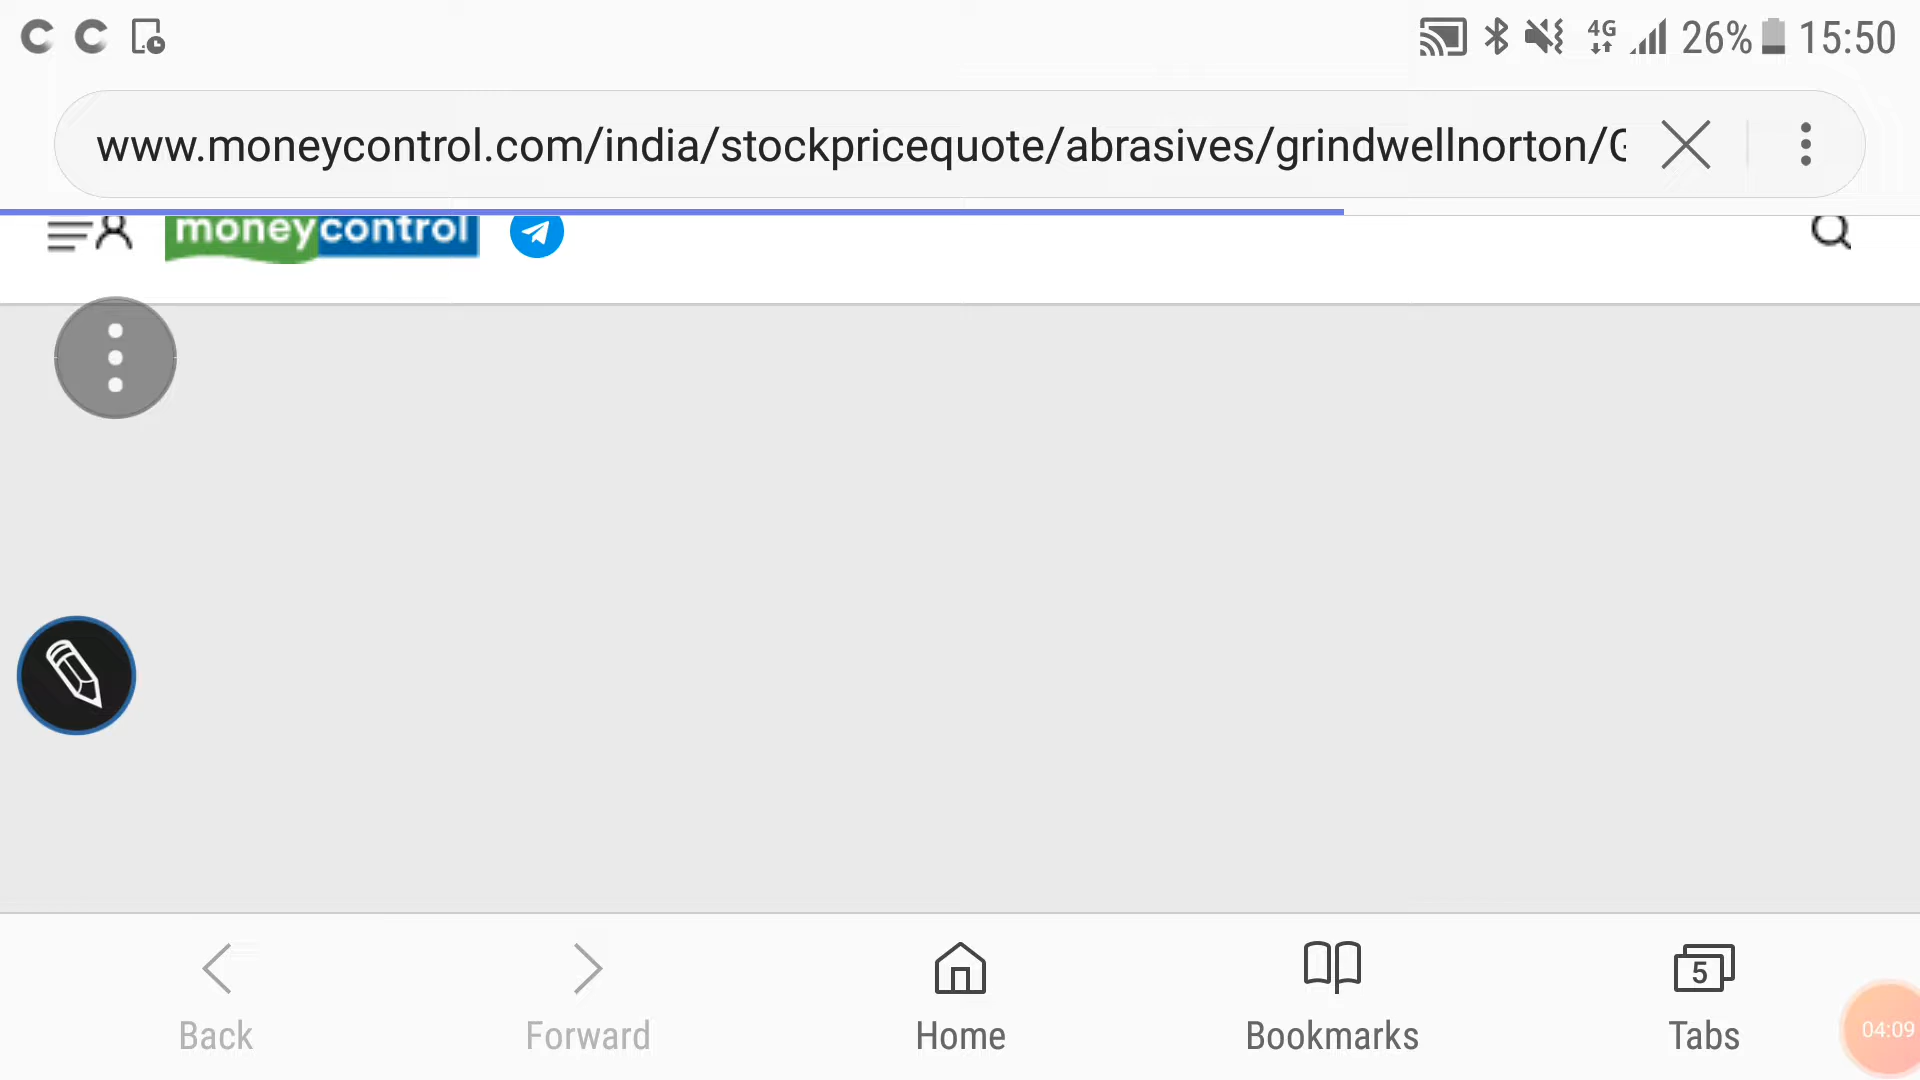 4G 26% 15:50
www.moneycontrol.com/india/stockpricequote/abrasives/grindwellnorton/G
moneycontrol
Back Forward Home Bookmarks 5 Tabs
04:09